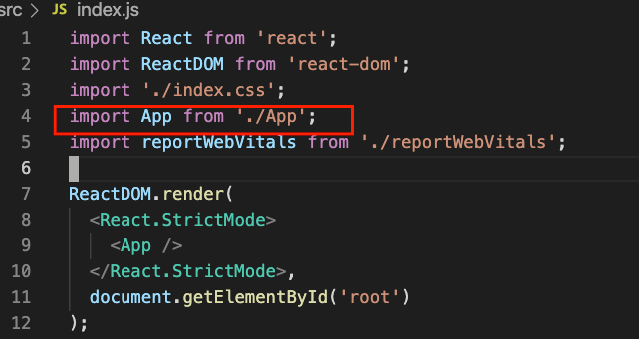 src > JS index.js
1 import React from 'react';
2 import ReactDOM from 'react-dom';
3 import './index.css';
4 import App from './App';
5 import reportWebVitals from './reportWebVitals';
6
7 ReactDOM.render(
8 <React.StrictMode>
9 <App />
10 </React.StrictMode>,
11 document.getElementById('root')
12 );